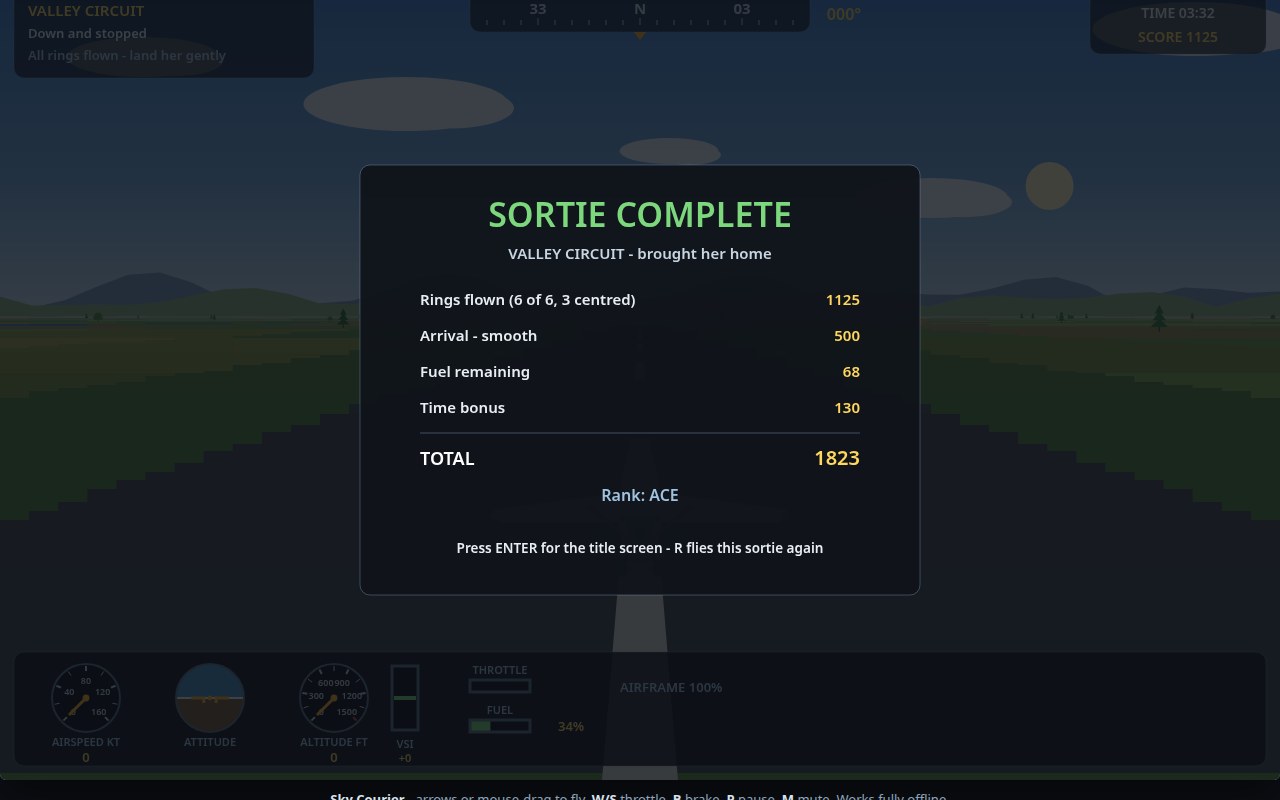 VALLEY CIRCUIT
Down and stopped
All rings flown - land her gently
33 N 03
000°
TIME 03:32
SCORE 1125
SORTIE COMPLETE
VALLEY CIRCUIT - brought her home
Rings flown (6 of 6, 3 centred) 1125
Arrival - smooth 500
Fuel remaining 68
Time bonus 130
TOTAL 1823
Rank: ACE
Press ENTER for the title screen - R flies this sortie again
40 80 120 160
AIRSPEED KT
0
ATTITUDE
300 600 900 1200 1500
ALTITUDE FT
0
VSI
+0
THROTTLE
FUEL
34%
AIRFRAME 100%
Sky Courier - arrows or mouse-drag to fly, W/S throttle, B brake, P pause, M mute. Works fully offline.